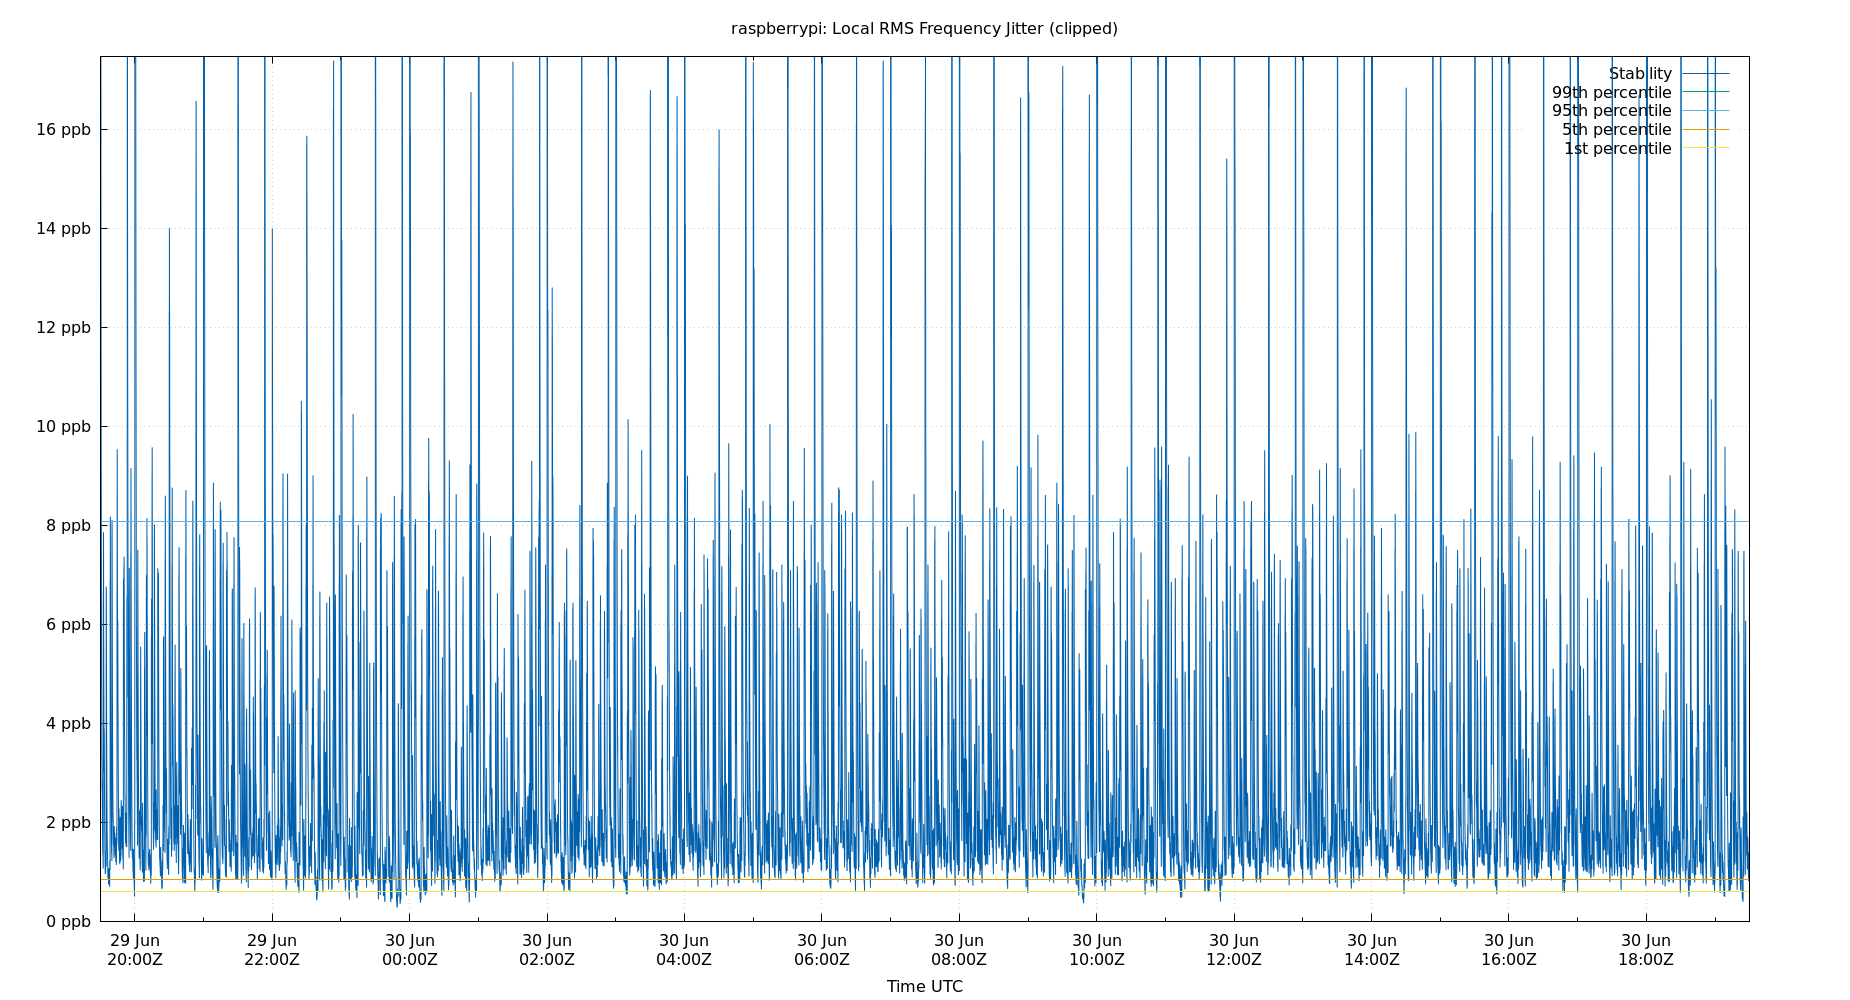 raspberrypi: Local RMS Frequency Jitter (clipped)
Stability
99th percentile
95th percentile
5th percentile
1st percentile
16 ppb
14 ppb
12 ppb
10 ppb
8 ppb
6 ppb
4 ppb
2 ppb
0 ppb
29 Jun 29 Jun 30 Jun 30 Jun 30 Jun 30 Jun 30 Jun 30 Jun 30 Jun 30 Jun 30 Jun 30 Jun
20:00Z 22:00Z 00:00Z 02:00Z 04:00Z 06:00Z 08:00Z 10:00Z 12:00Z 14:00Z 16:00Z 18:00Z
Time UTC